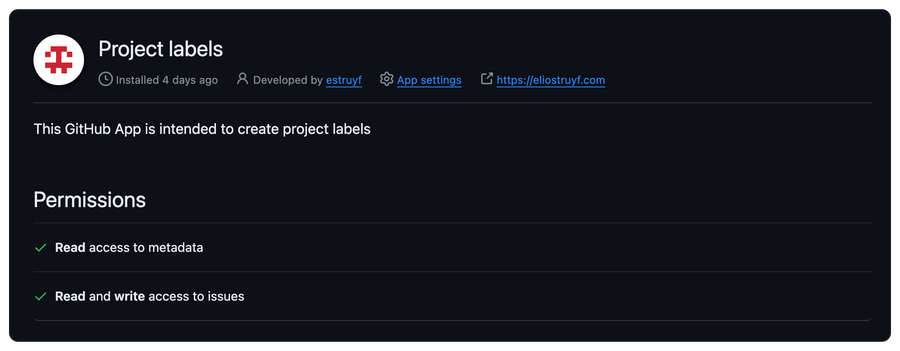 Project labels
Installed 4 days ago Developed by estruyf App settings https://eliostruyf.com
This GitHub App is intended to create project labels
Permissions
Read access to metadata
Read and write access to issues